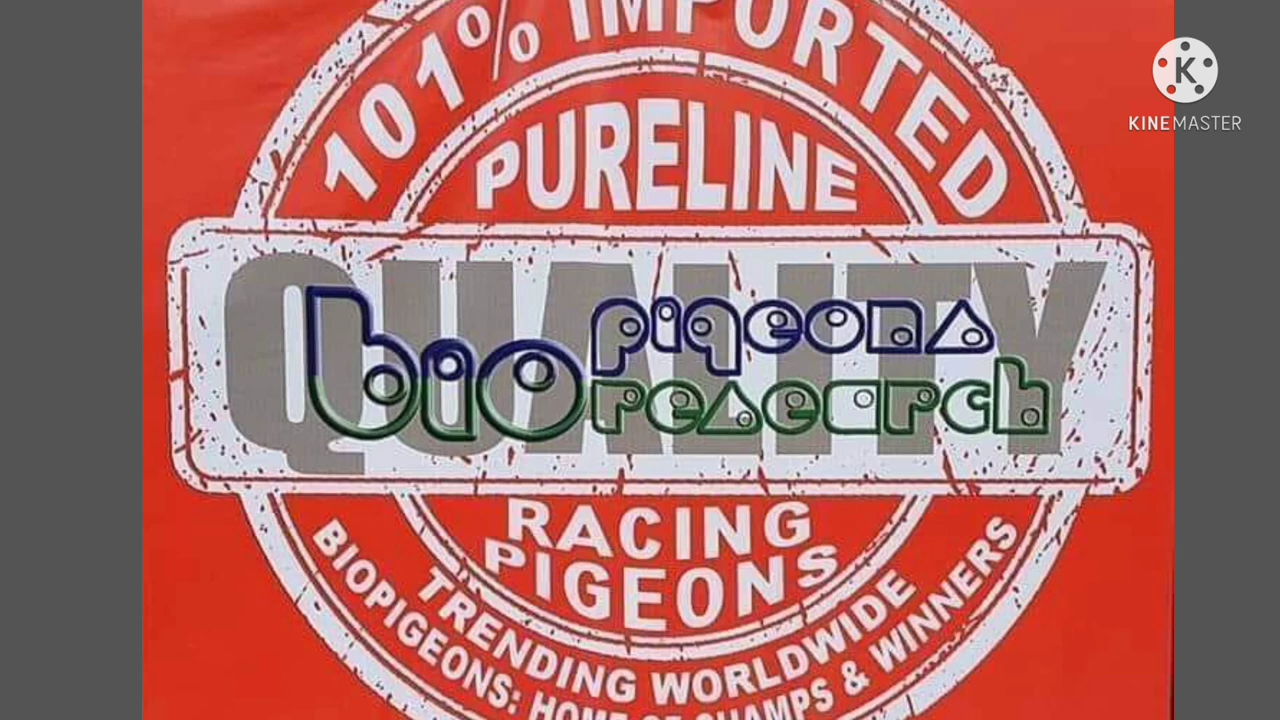 101% IMPORTED
PURELINE
QUALITY
bio pigeons
research
RACING
PIGEONS
TRENDING WORLDWIDE
BIOPIGEONS: HOME OF CHAMPS & WINNERS
K
KINEMASTER